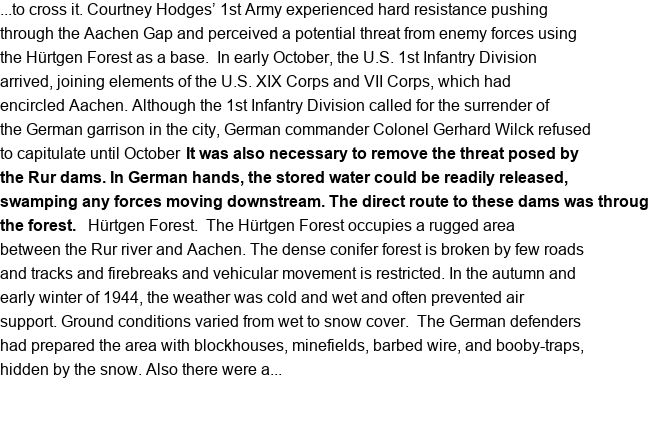 ...to cross it. Courtney Hodges’ 1st Army experienced hard resistance pushing
through the Aachen Gap and perceived a potential threat from enemy forces using
the Hürtgen Forest as a base.  In early October, the U.S. 1st Infantry Division
arrived, joining elements of the U.S. XIX Corps and VII Corps, which had
encircled Aachen. Although the 1st Infantry Division called for the surrender of
the German garrison in the city, German commander Colonel Gerhard Wilck refused
to capitulate until October It was also necessary to remove the threat posed by
the Rur dams. In German hands, the stored water could be readily released,
swamping any forces moving downstream. The direct route to these dams was throug
the forest.   Hürtgen Forest.  The Hürtgen Forest occupies a rugged area
between the Rur river and Aachen. The dense conifer forest is broken by few roads
and tracks and firebreaks and vehicular movement is restricted. In the autumn and
early winter of 1944, the weather was cold and wet and often prevented air
support. Ground conditions varied from wet to snow cover.  The German defenders
had prepared the area with blockhouses, minefields, barbed wire, and booby-traps,
hidden by the snow. Also there were a...